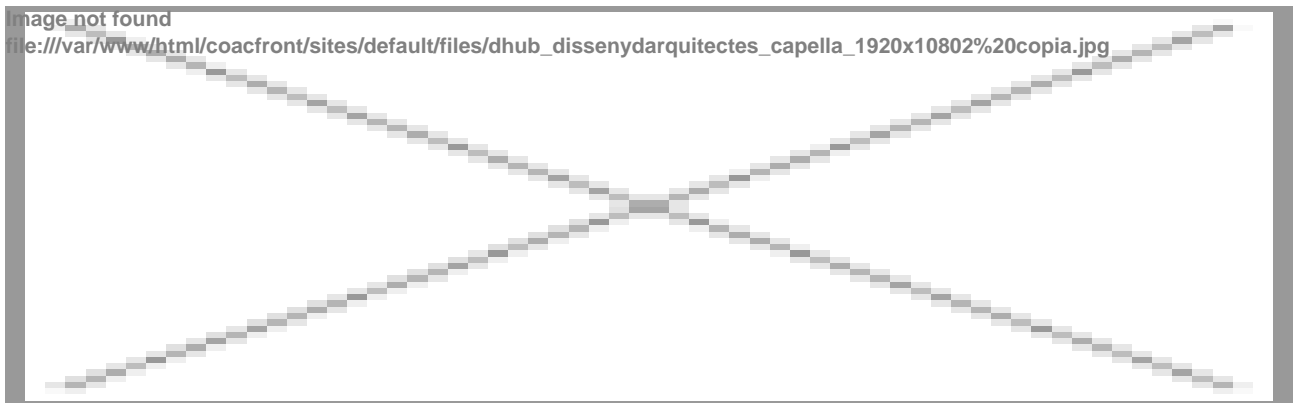 Image not found
file:///var/www/html/coacfront/sites/default/files/dhub_dissenydarquitectes_capella_1920x10802%20copia.jpg